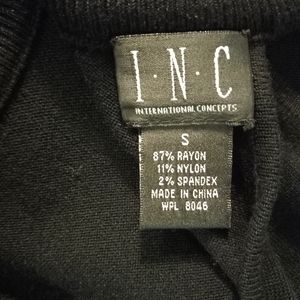 I·N·C
INTERNATIONAL CONCEPTS
S
87% RAYON
11% NYLON
2% SPANDEX
MADE IN CHINA
WPL 8046